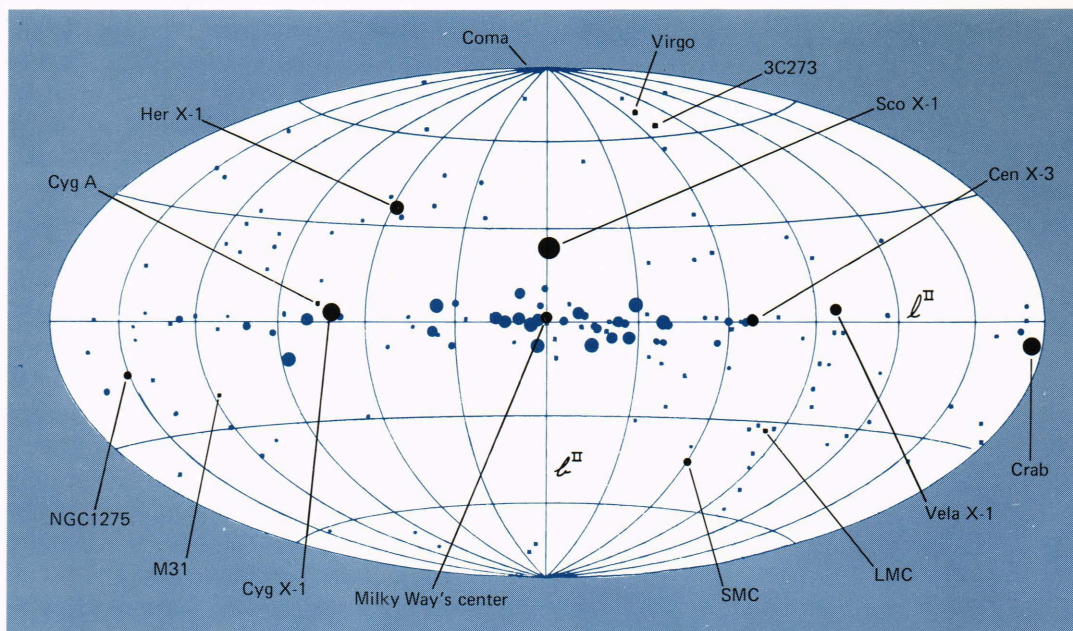 Coma
Virgo
3C273
Her X-1
Sco X-1
Cyg A
Cen X-3
ℓᴵᴵ
𝒷ᴵᴵ
Crab
NGC1275
Vela X-1
M31
LMC
Cyg X-1
Milky Way's center
SMC